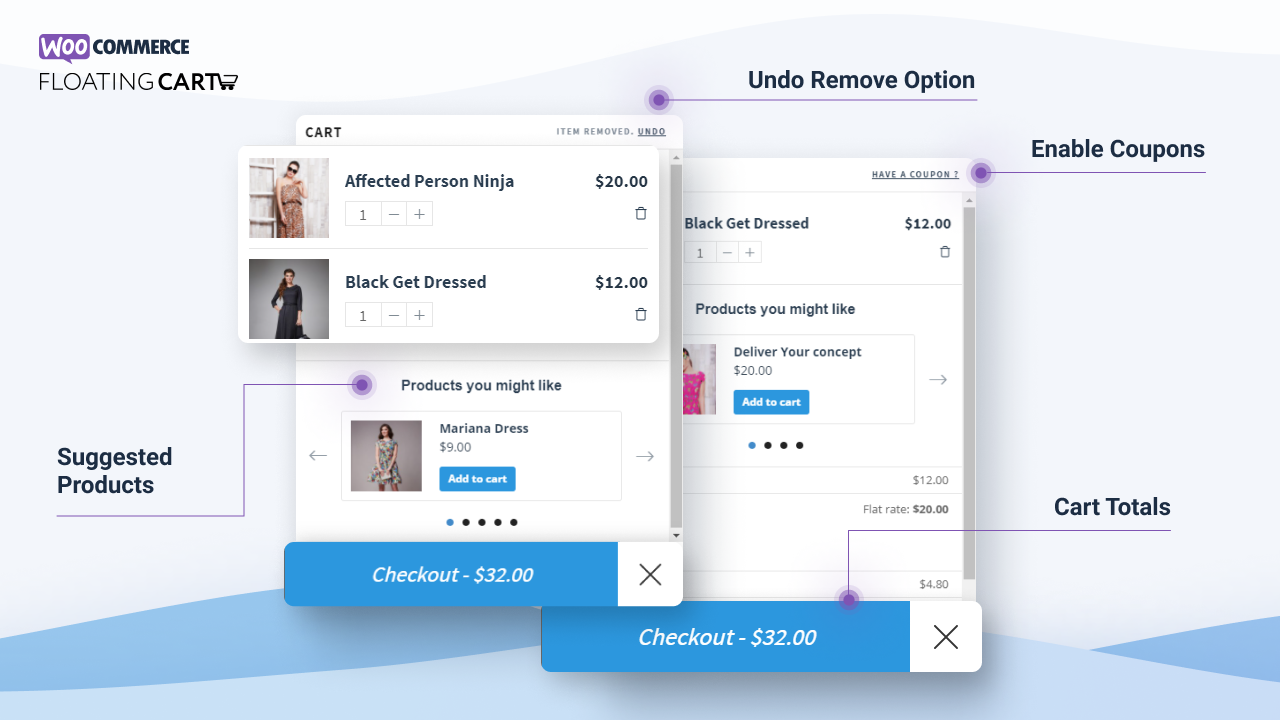 WOO COMMERCE
FLOATING CART
Undo Remove Option
Enable Coupons
CART
ITEM REMOVED. UNDO
Affected Person Ninja
$20.00
1 − +
Black Get Dressed
$12.00
1 − +
Products you might like
Mariana Dress
$9.00
Add to cart
Checkout - $32.00
HAVE A COUPON ?
Black Get Dressed
$12.00
1 − +
Products you might like
Deliver Your concept
$20.00
Add to cart
$12.00
Flat rate: $20.00
$4.80
Checkout - $32.00
Suggested
Products
Cart Totals